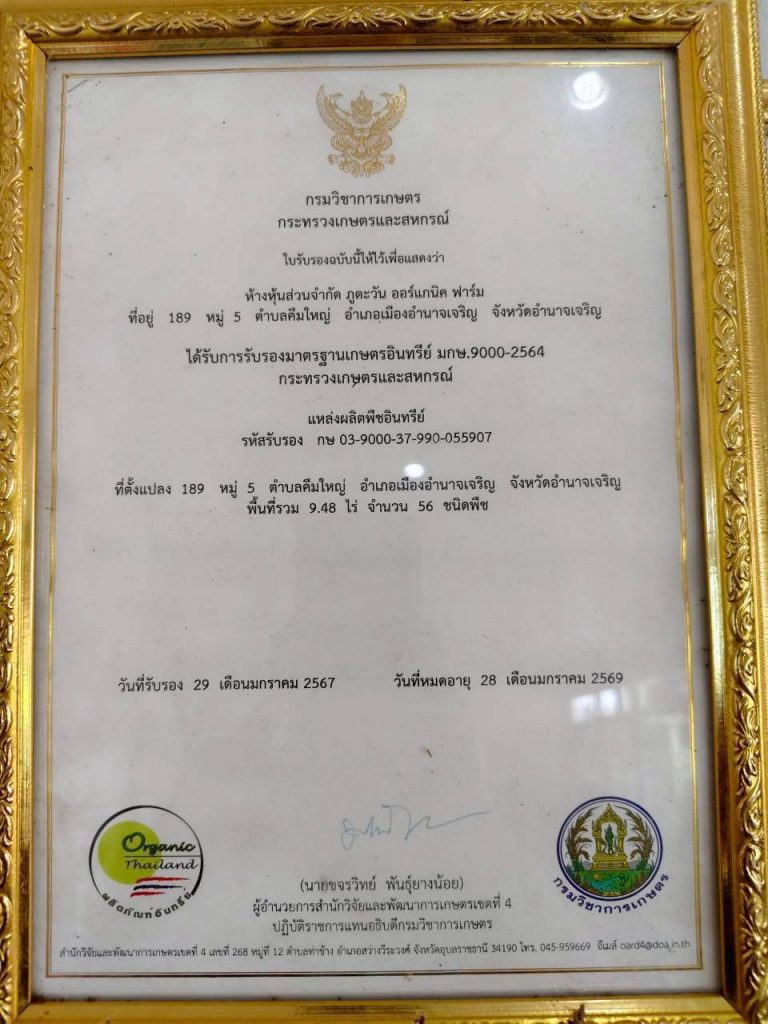 กรมวิชาการเกษตร
กระทรวงเกษตรและสหกรณ์
ใบรับรองฉบับนี้ให้ไว้เพื่อแสดงว่า
ห้างหุ้นส่วนจำกัด ภูตะวัน ออร์แกนิค ฟาร์ม
ที่อยู่ 189 หมู่ 5 ตำบลคึมใหญ่ อำเภอเมืองอำนาจเจริญ จังหวัดอำนาจเจริญ
ได้รับการรับรองมาตรฐานเกษตรอินทรีย์ มกษ.9000-2564
กระทรวงเกษตรและสหกรณ์
แหล่งผลิตพืชอินทรีย์
รหัสรับรอง กษ 03-9000-37-990-055907
ที่ตั้งแปลง 189 หมู่ 5 ตำบลคึมใหญ่ อำเภอเมืองอำนาจเจริญ จังหวัดอำนาจเจริญ
พื้นที่รวม 9.48 ไร่ จำนวน 56 ชนิดพืช
วันที่รับรอง 29 เดือนมกราคม 2567 วันที่หมดอายุ 28 เดือนมกราคม 2569
Organic
Thailand
ผลิตภัณฑ์อินทรีย์
กรมวิชาการเกษตร
(นายขจรวิทย์ พันธุ์ยางน้อย)
ผู้อำนวยการสำนักวิจัยและพัฒนาการเกษตรเขตที่ 4
ปฏิบัติราชการแทนอธิบดีกรมวิชาการเกษตร
สำนักวิจัยและพัฒนาการเกษตรเขตที่ 4 เลขที่ 268 หมู่ที่ 12 ตำบลท่าช้าง อำเภอสว่างวีระวงศ์ จังหวัดอุบลราชธานี 34190 โทร. 045-959669 อีเมล์ oard4@doa.in.th